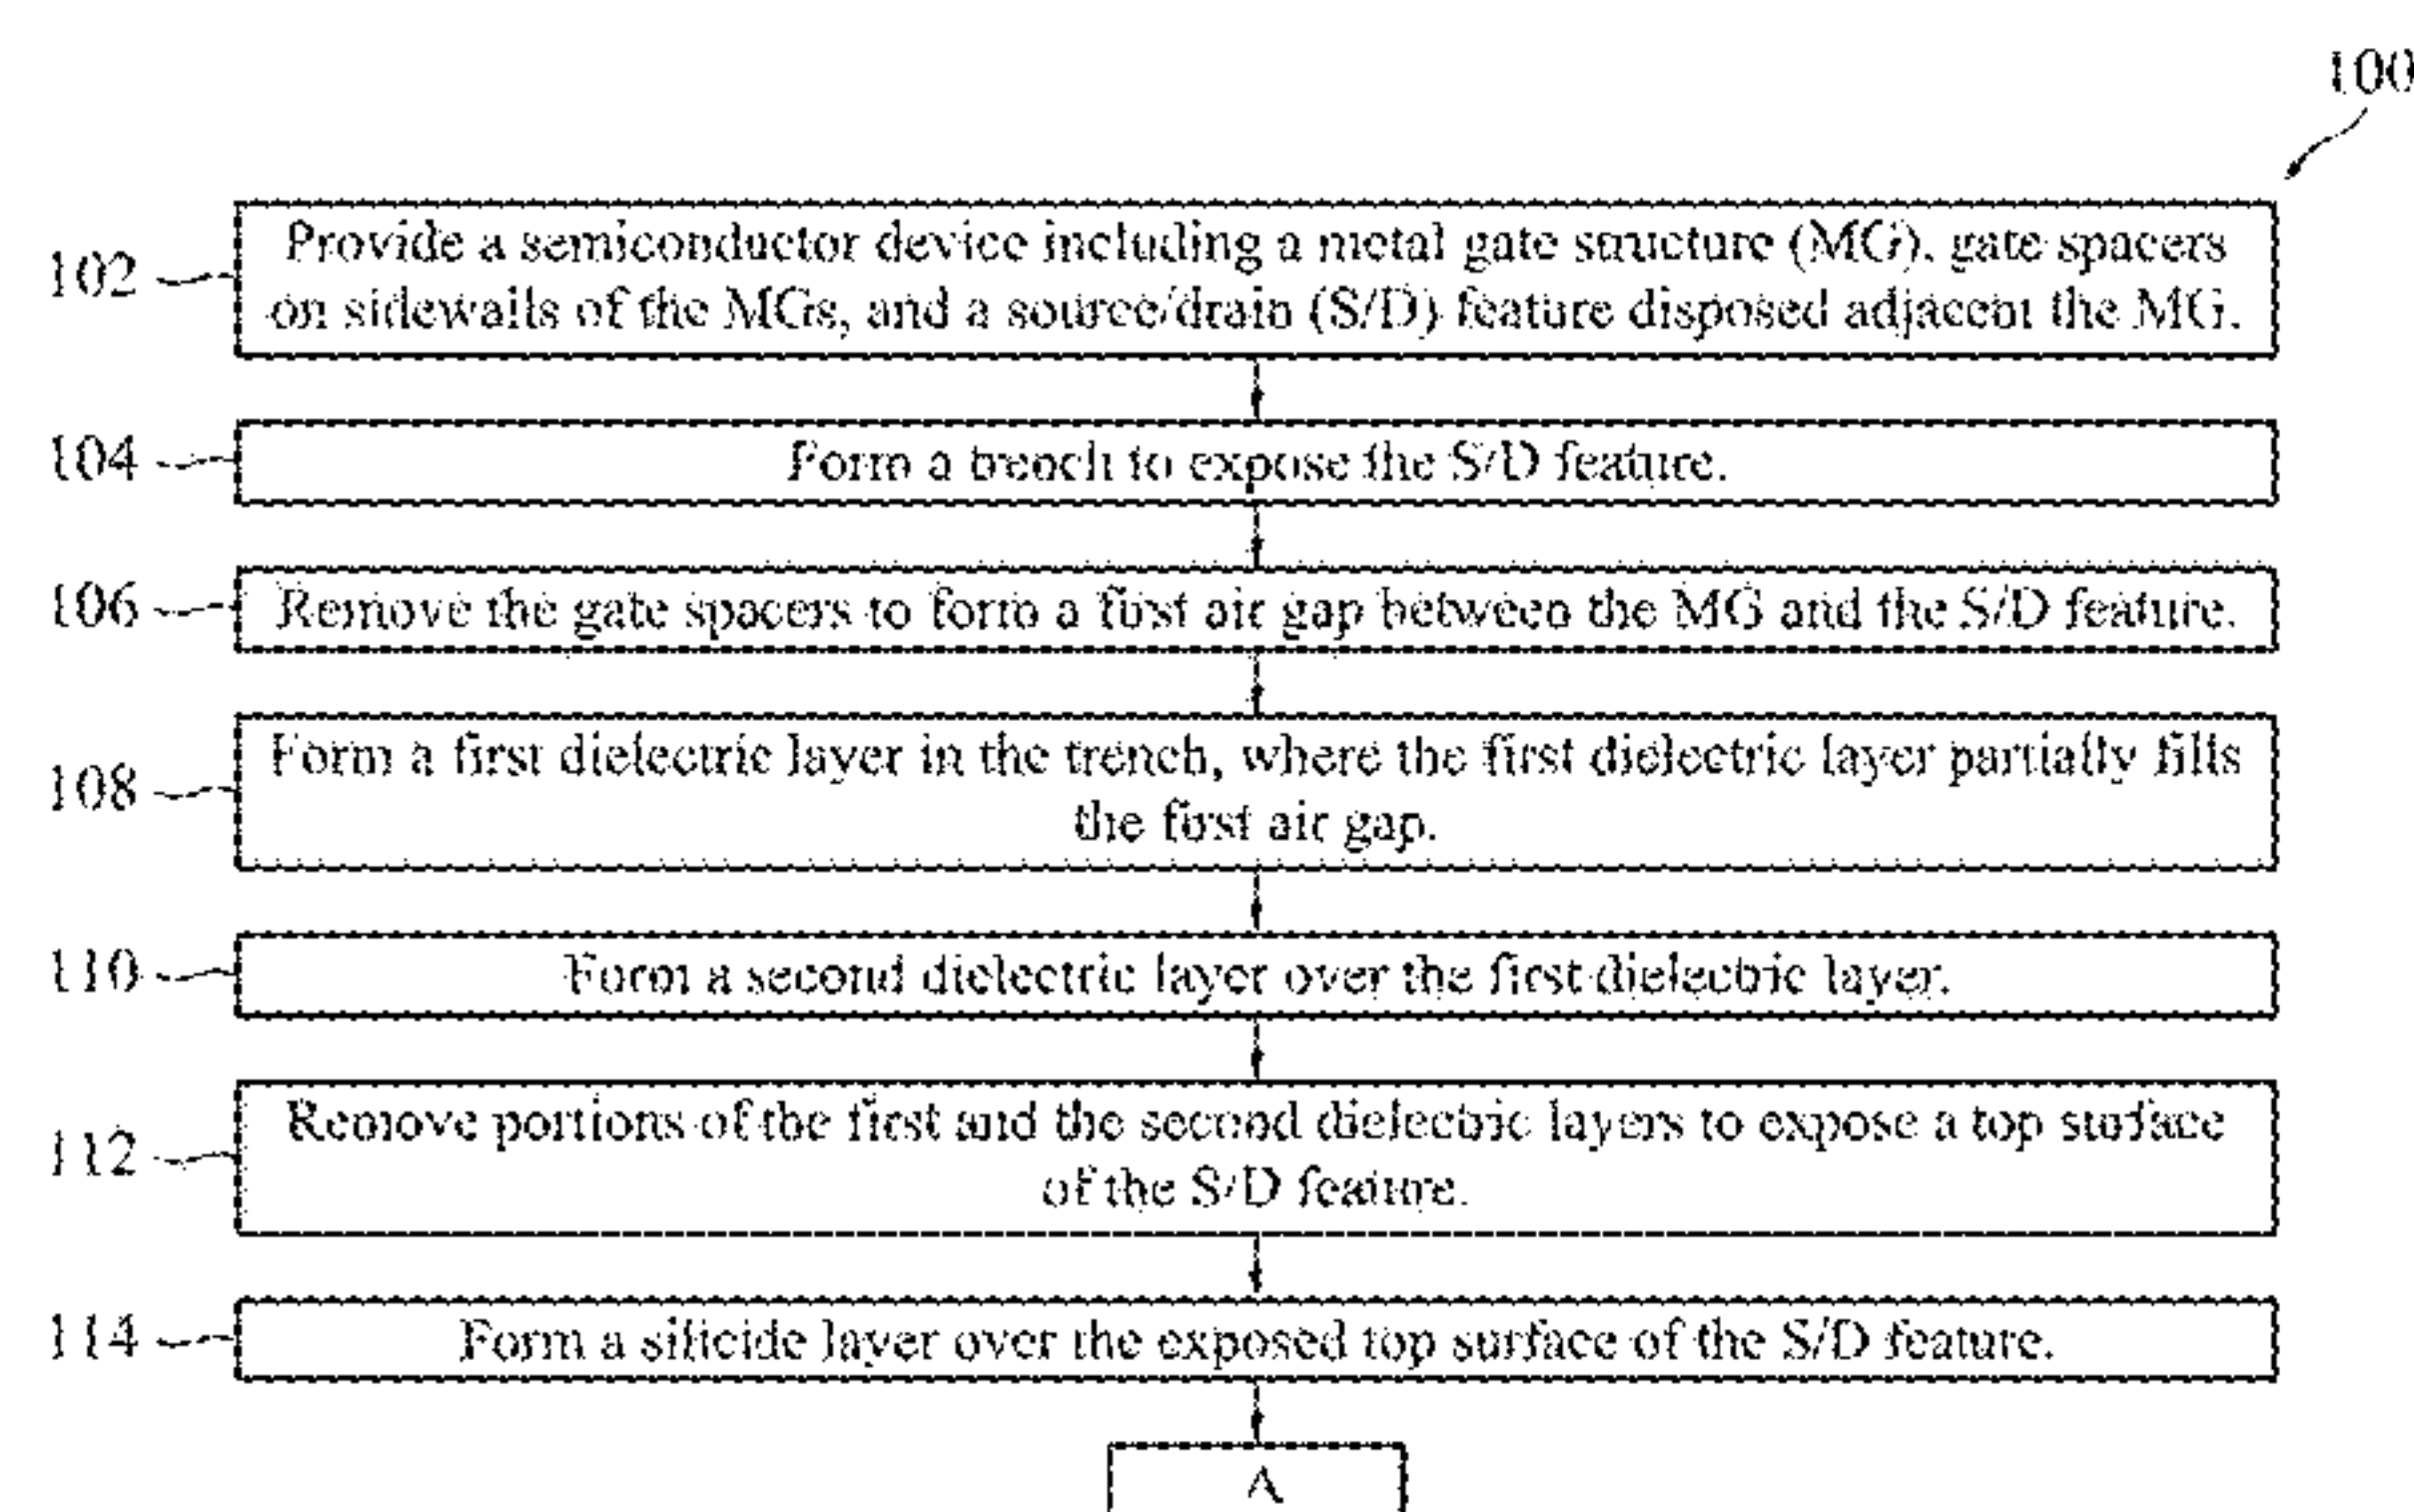 100
102
Provide a semiconductor device including a metal gate structure (MG), gate spacers
on sidewalls of the MGs, and a source/drain (S/D) feature disposed adjacent the MG.
104
Form a trench to expose the S/D feature.
106
Remove the gate spacers to form a first air gap between the MG and the S/D feature.
108
Form a first dielectric layer in the trench, where the first dielectric layer partially fills
the first air gap.
110
Form a second dielectric layer over the first dielectric layer.
112
Remove portions of the first and the second dielectric layers to expose a top surface
of the S/D feature.
114
Form a silicide layer over the exposed top surface of the S/D feature.
A